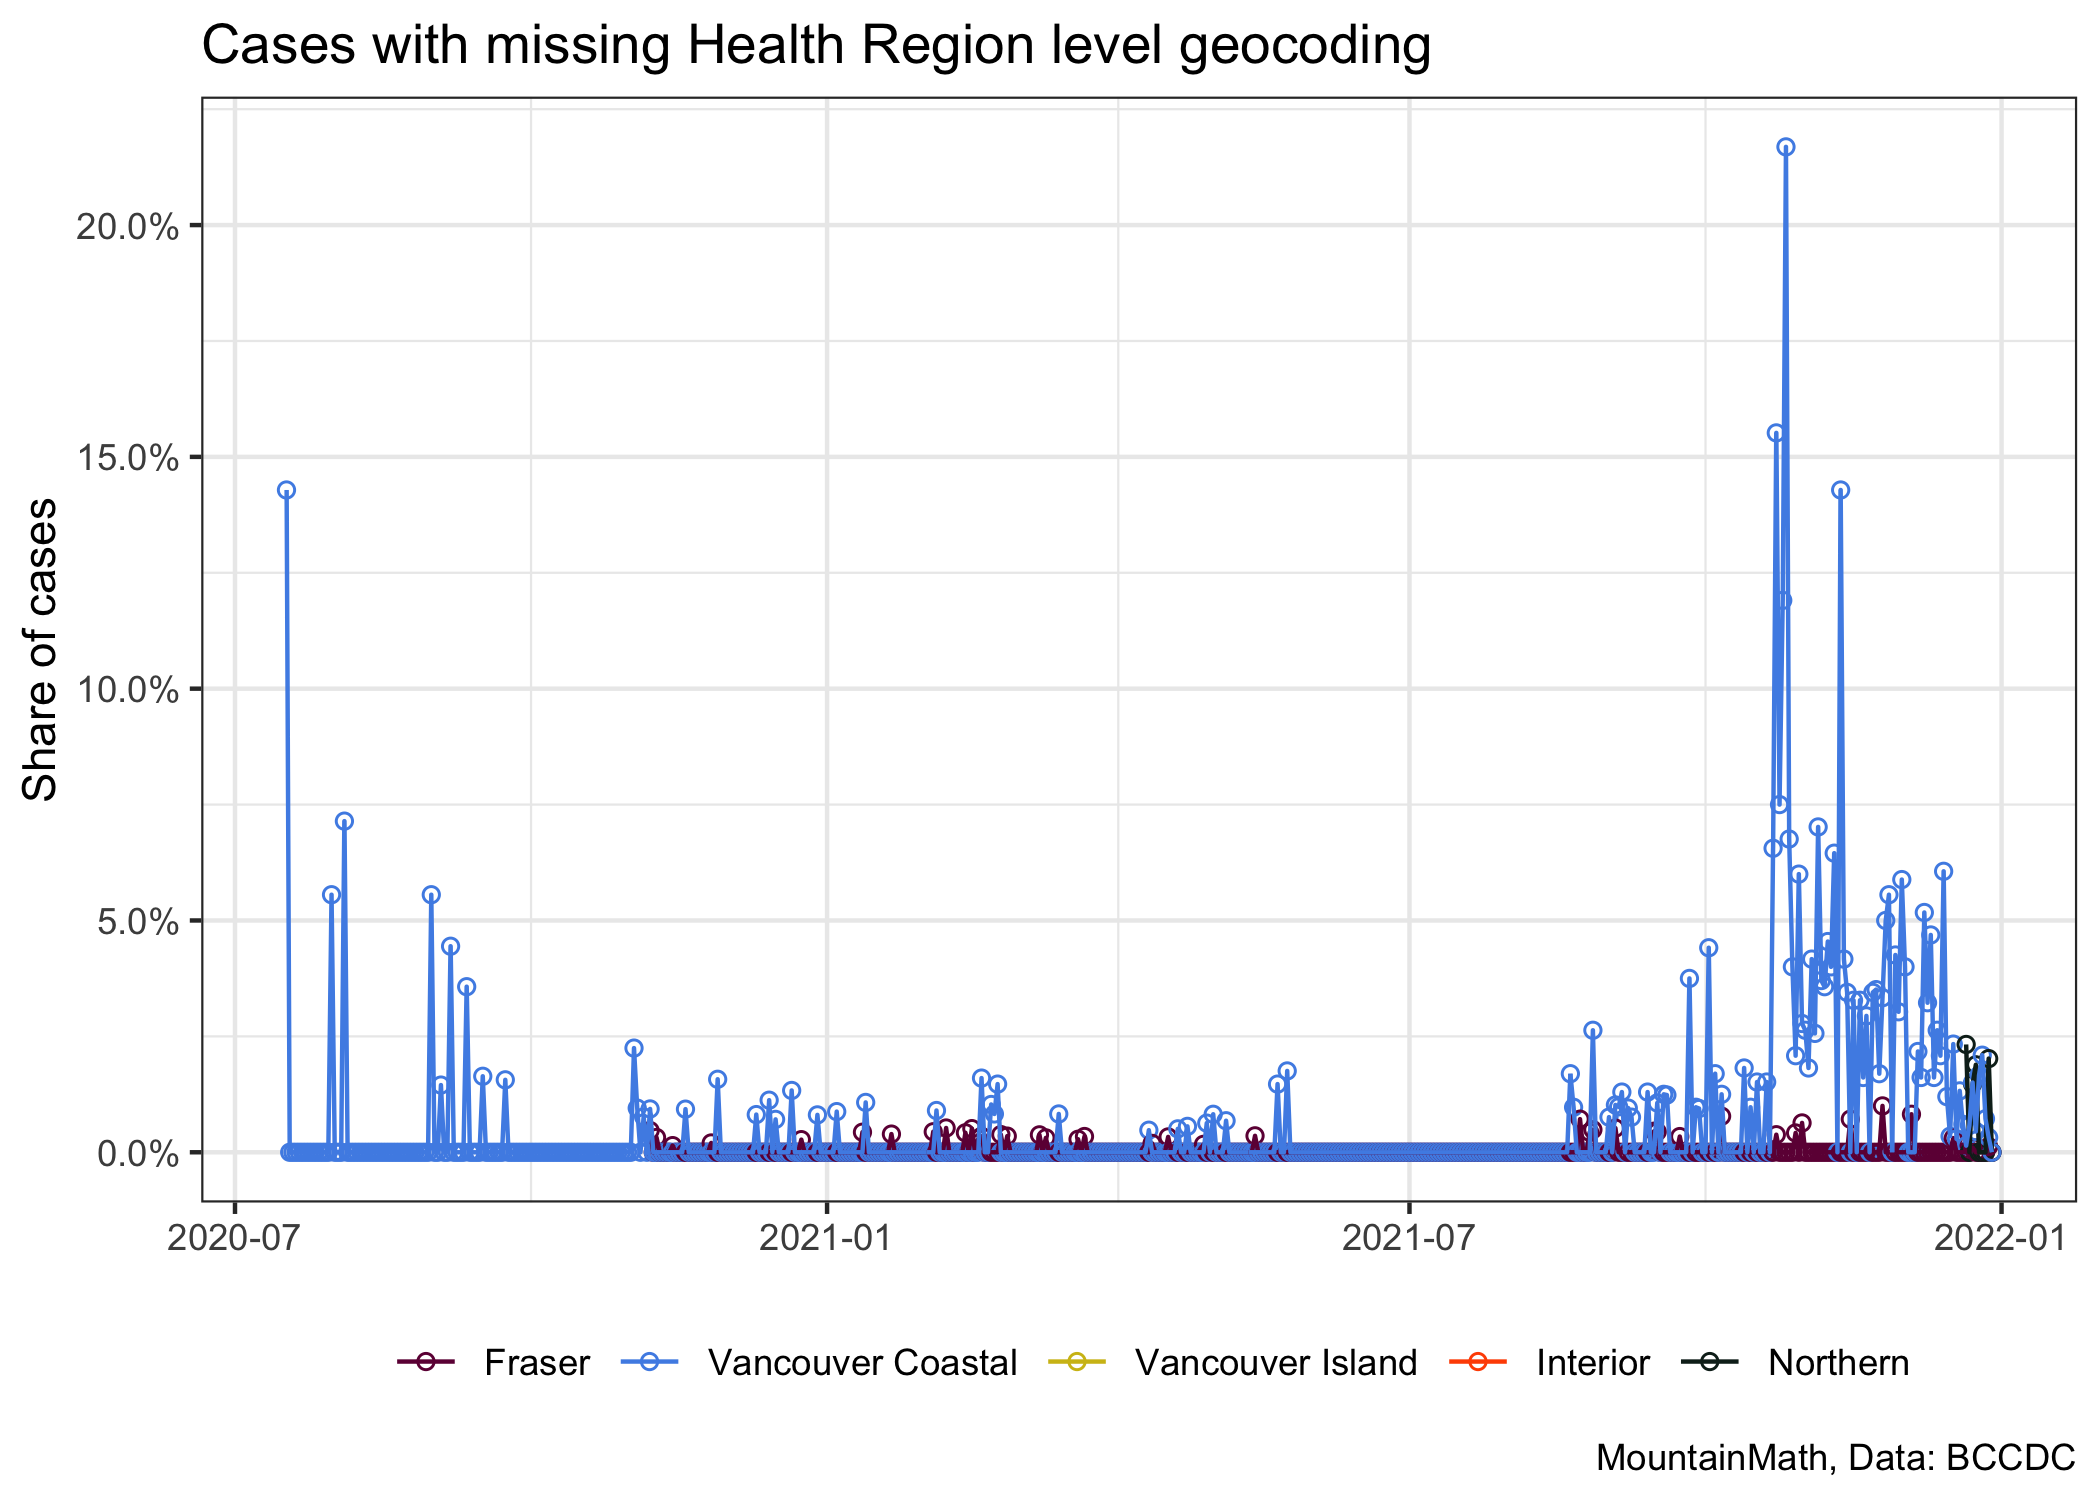 Cases with missing Health Region level geocoding
Share of cases
20.0%
15.0%
10.0%
5.0%
0.0%
2020-07
2021-01
2021-07
2022-01
Fraser
Vancouver Coastal
Vancouver Island
Interior
Northern
MountainMath, Data: BCCDC